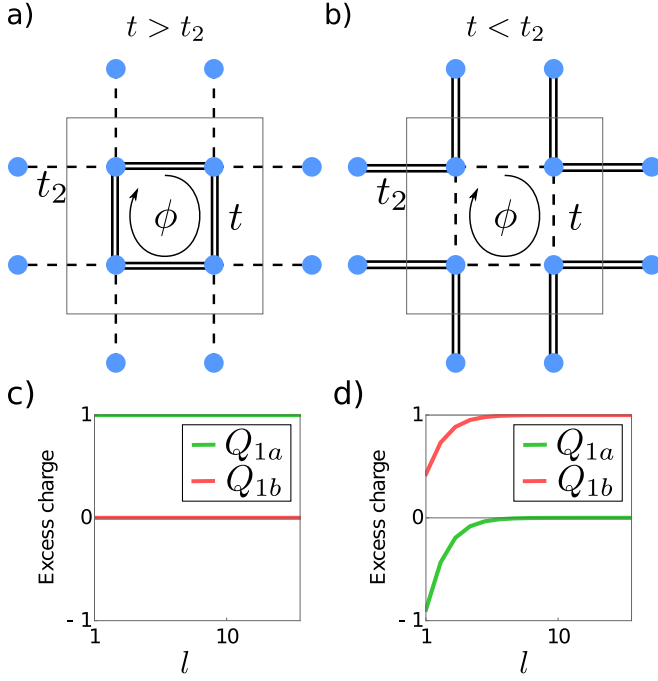 a)
t > t₂
b)
t < t₂
t₂
ϕ
t
t₂
ϕ
t
c)
d)
Excess charge
1
0
- 1
1
10
l
Q₁ₐ
Q₁b
Excess charge
1
0
- 1
1
10
l
Q₁ₐ
Q₁b